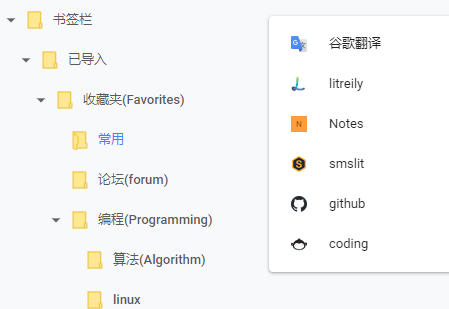 书签栏
已导入
收藏夹(Favorites)
常用
论坛(forum)
编程(Programming)
算法(Algorithm)
linux
谷歌翻译
litreily
Notes
smslit
github
coding